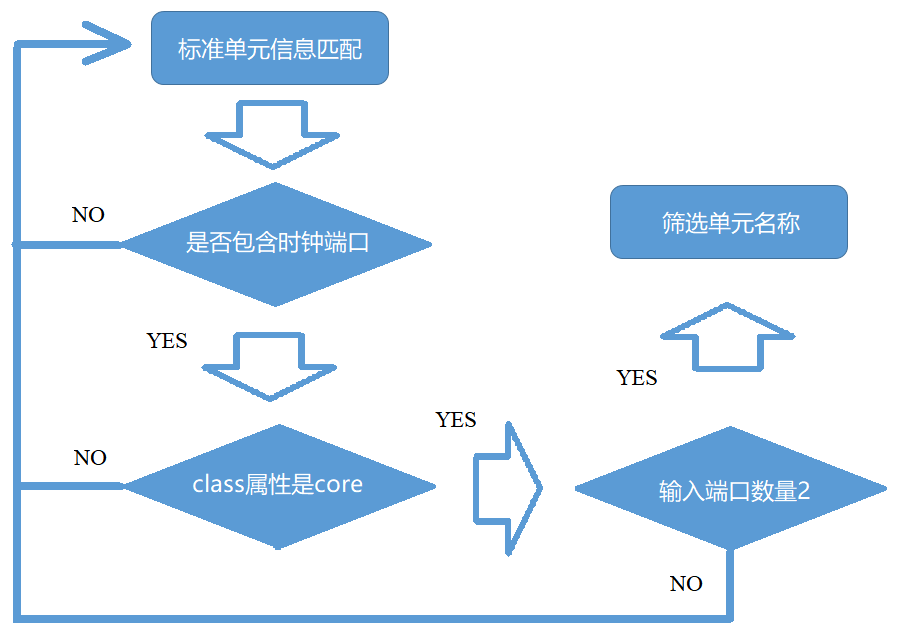 标准单元信息匹配
NO
是否包含时钟端口
筛选单元名称
YES
YES
YES
NO
class属性是core
输入端口数量2
NO